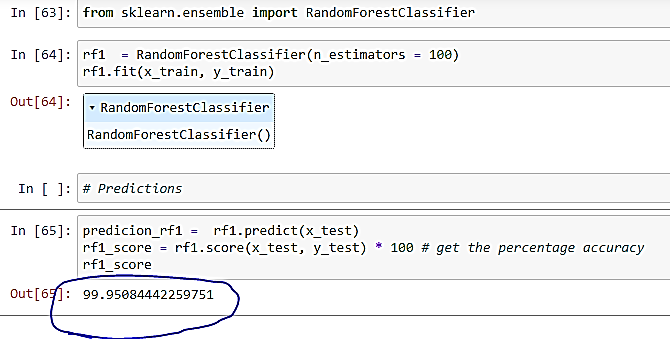 In [63]: from sklearn.ensemble import RandomForestClassifier
In [64]: rf1  = RandomForestClassifier(n_estimators = 100)
rf1.fit(x_train, y_train)
Out[64]: ▾ RandomForestClassifier
RandomForestClassifier()
In [ ]: # Predictions
In [65]: predicion_rf1 =  rf1.predict(x_test)
rf1_score = rf1.score(x_test, y_test) * 100 # get the percentage accuracy
rf1_score
Out[65]: 99.95084442259751